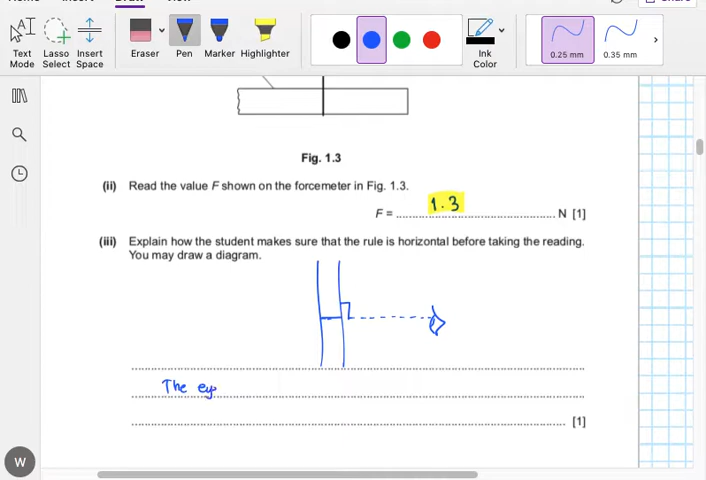 Draw
Share
Text
Mode
Lasso
Select
Insert
Space
Eraser
Pen
Marker
Highlighter
Ink
Color
0.25 mm
0.35 mm
Fig. 1.3
(ii) Read the value F shown on the forcemeter in Fig. 1.3.
F = 1.3 N [1]
(iii) Explain how the student makes sure that the rule is horizontal before taking the reading.
You may draw a diagram.
The ey
[1]
W